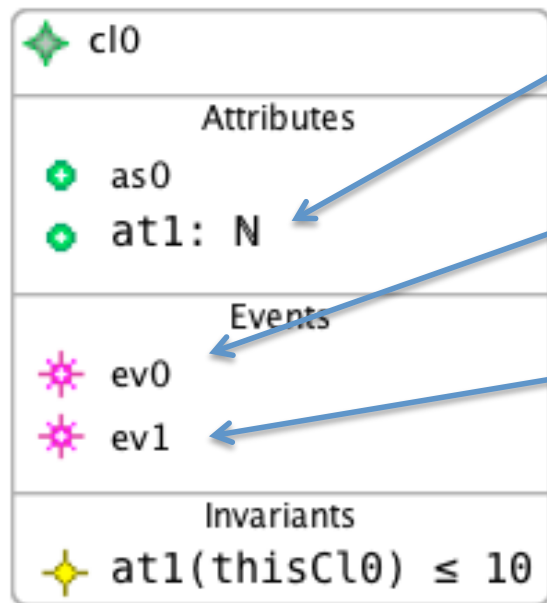 cl0
Attributes
as0
at1: N
Events
ev0
ev1
Invariants
at1(thisCl0) ≤ 10